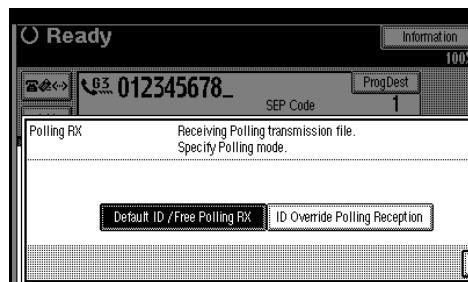 Ready
Information
100%
G3 012345678_
ProgDest
SEP Code
1
Polling RX
Receiving Polling transmission file.
Specify Polling mode.
Default ID /Free Polling RX
ID Override Polling Reception